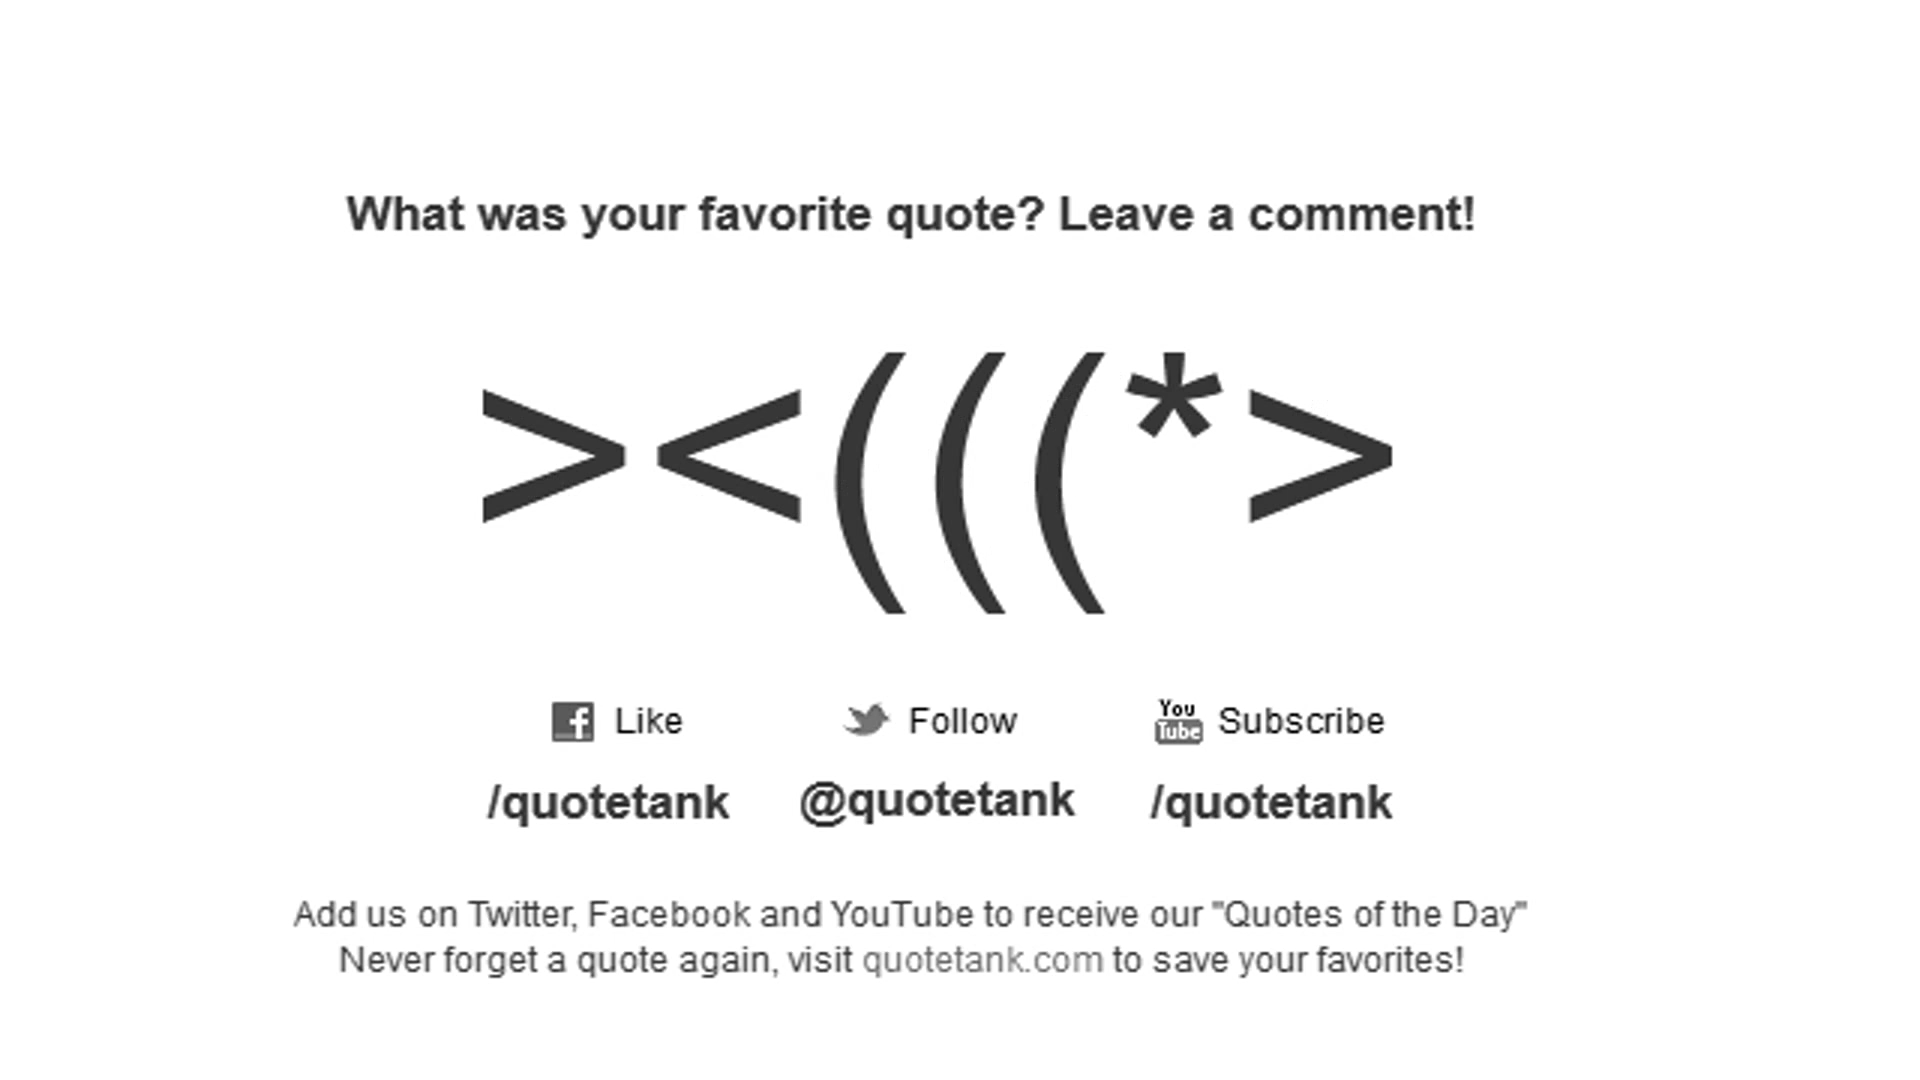 What was your favorite quote? Leave a comment!
><(((*>
f Like Follow You Tube Subscribe
/quotetank @quotetank /quotetank
Add us on Twitter, Facebook and YouTube to receive our "Quotes of the Day"
Never forget a quote again, visit quotetank.com to save your favorites!